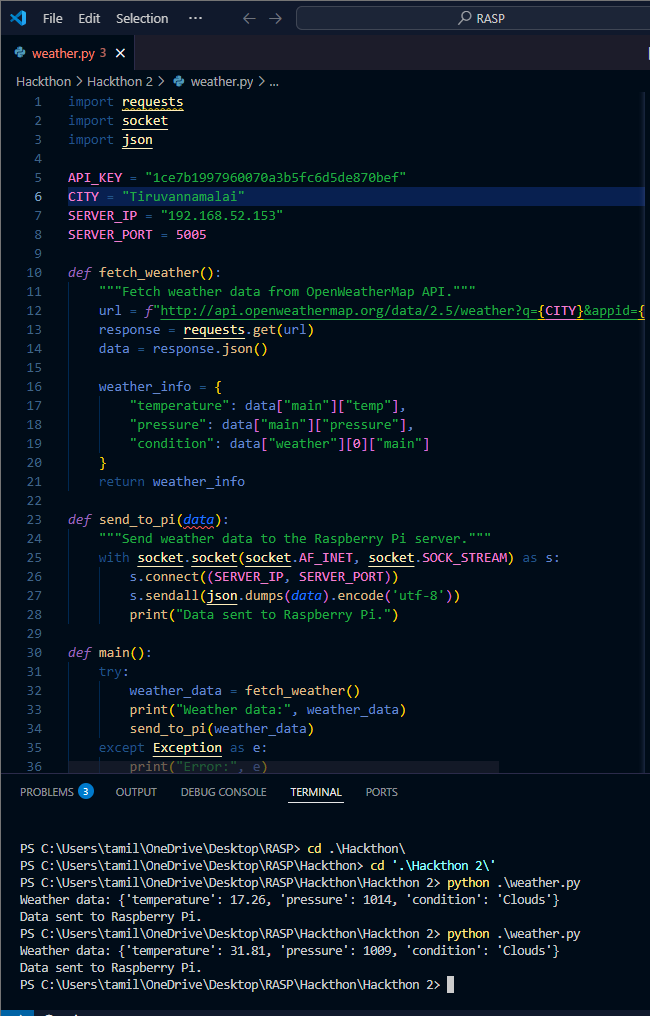 File Edit Selection ··· RASP
weather.py 3
Hackthon > Hackthon 2 > weather.py > ...
1 import requests
2 import socket
3 import json
4
5 API_KEY = "1ce7b1997960070a3b5fc6d5de870bef"
6 CITY = "Tiruvannamalai"
7 SERVER_IP = "192.168.52.153"
8 SERVER_PORT = 5005
9
10 def fetch_weather():
11 """Fetch weather data from OpenWeatherMap API."""
12 url = f"http://api.openweathermap.org/data/2.5/weather?q={CITY}&appid={
13 response = requests.get(url)
14 data = response.json()
15
16 weather_info = {
17 "temperature": data["main"]["temp"],
18 "pressure": data["main"]["pressure"],
19 "condition": data["weather"][0]["main"]
20 }
21 return weather_info
22
23 def send_to_pi(data):
24 """Send weather data to the Raspberry Pi server."""
25 with socket.socket(socket.AF_INET, socket.SOCK_STREAM) as s:
26 s.connect((SERVER_IP, SERVER_PORT))
27 s.sendall(json.dumps(data).encode('utf-8'))
28 print("Data sent to Raspberry Pi.")
29
30 def main():
31 try:
32 weather_data = fetch_weather()
33 print("Weather data:", weather_data)
34 send_to_pi(weather_data)
35 except Exception as e:
36 print("Error:", e)
PROBLEMS 3 OUTPUT DEBUG CONSOLE TERMINAL PORTS
PS C:\Users\tamil\OneDrive\Desktop\RASP> cd .\Hackthon\
PS C:\Users\tamil\OneDrive\Desktop\RASP\Hackthon> cd '.\Hackthon 2\'
PS C:\Users\tamil\OneDrive\Desktop\RASP\Hackthon\Hackthon 2> python .\weather.py
Weather data: {'temperature': 17.26, 'pressure': 1014, 'condition': 'Clouds'}
Data sent to Raspberry Pi.
PS C:\Users\tamil\OneDrive\Desktop\RASP\Hackthon\Hackthon 2> python .\weather.py
Weather data: {'temperature': 31.81, 'pressure': 1009, 'condition': 'Clouds'}
Data sent to Raspberry Pi.
PS C:\Users\tamil\OneDrive\Desktop\RASP\Hackthon\Hackthon 2>